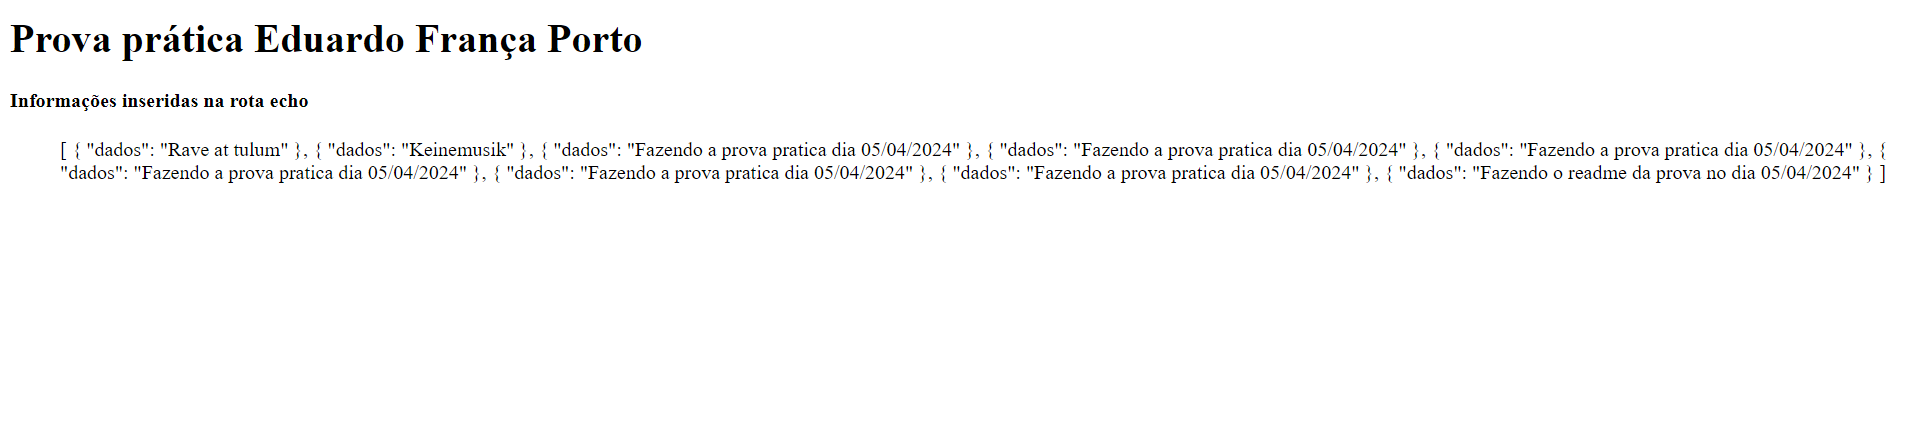 Prova prática Eduardo França Porto
Informações inseridas na rota echo
[ { "dados": "Rave at tulum" }, { "dados": "Keinemusik" }, { "dados": "Fazendo a prova pratica dia 05/04/2024" }, { "dados": "Fazendo a prova pratica dia 05/04/2024" }, { "dados": "Fazendo a prova pratica dia 05/04/2024" }, {
"dados": "Fazendo a prova pratica dia 05/04/2024" }, { "dados": "Fazendo a prova pratica dia 05/04/2024" }, { "dados": "Fazendo a prova pratica dia 05/04/2024" }, { "dados": "Fazendo o readme da prova no dia 05/04/2024" } ]